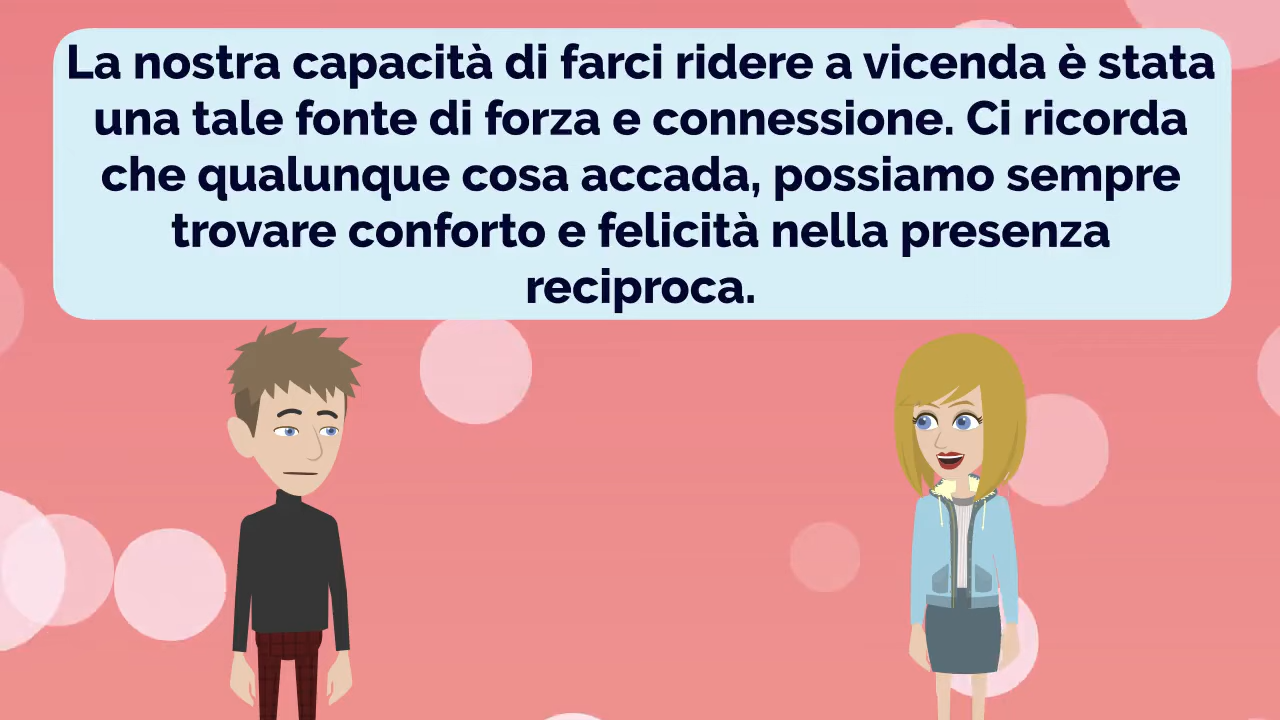 La nostra capacità di farci ridere a vicenda è stata
una tale fonte di forza e connessione. Ci ricorda
che qualunque cosa accada, possiamo sempre
trovare conforto e felicità nella presenza
reciproca.